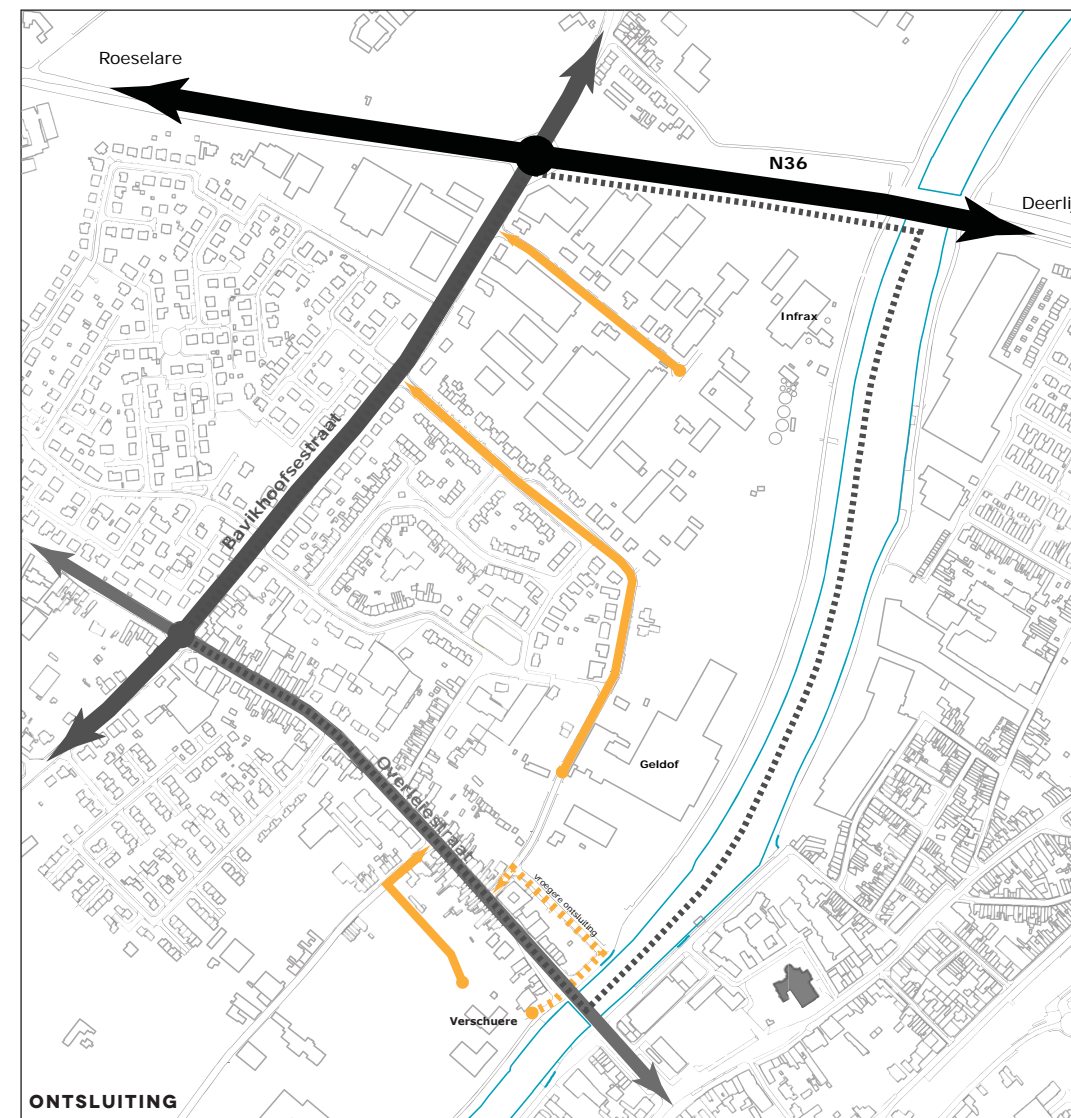 Roeselare
N36
Deerlij
Infrax
Bavikhoofsestraat
Geldof
Overleiestraat
vroegere ontsluiting
Verschuere
ONTSLUITING